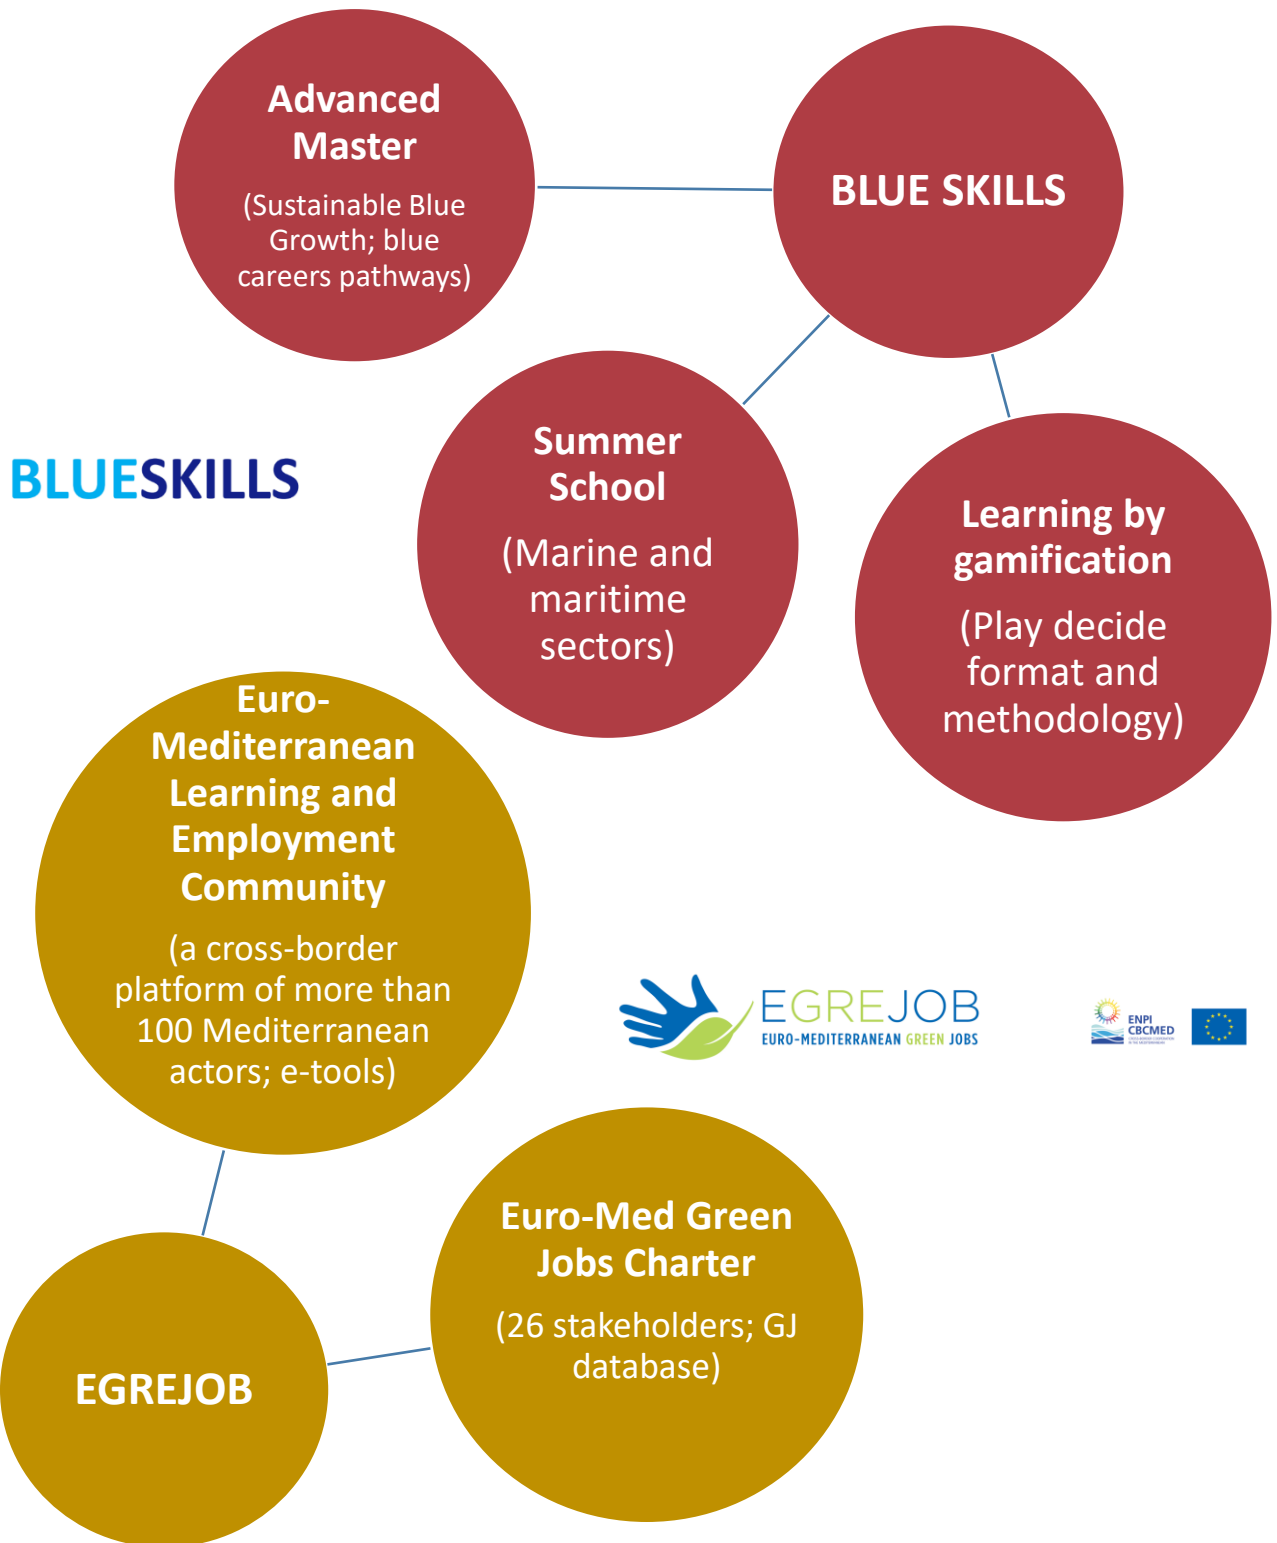 Advanced
Master
(Sustainable Blue
Growth; blue
careers pathways)
BLUE SKILLS
Summer
School
(Marine and
maritime
sectors)
BLUESKILLS
Learning by
gamification
(Play decide
format and
methodology)
Euro-
Mediterranean
Learning and
Employment
Community
(a cross-border
platform of more than
100 Mediterranean
actors; e-tools)
EGREJOB
EURO-MEDITERRANEAN GREEN JOBS
ENPI
CBCMED
Euro-Med Green
Jobs Charter
(26 stakeholders; GJ
database)
EGREJOB